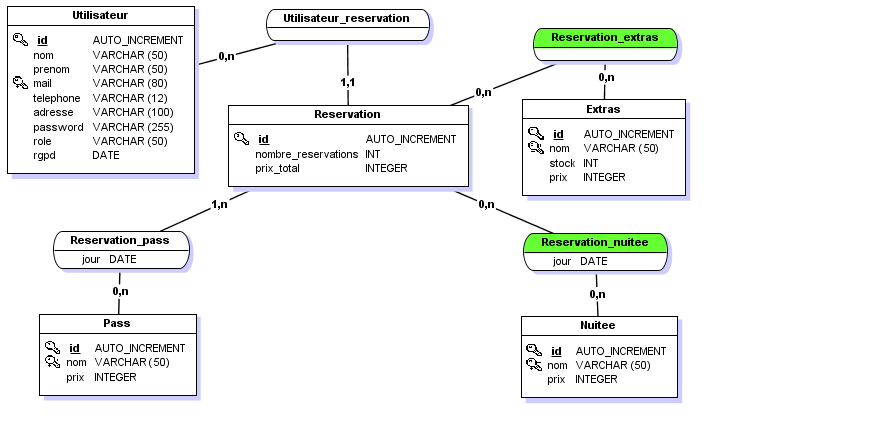 Utilisateur
id AUTO_INCREMENT
nom VARCHAR (50)
prenom VARCHAR (50)
mail VARCHAR (80)
telephone VARCHAR (12)
adresse VARCHAR (100)
password VARCHAR (255)
role VARCHAR (50)
rgpd DATE
Utilisateur_reservation
0,n
1,1
Reservation_extras
0,n
0,n
Reservation
id AUTO_INCREMENT
nombre_reservations INT
prix_total INTEGER
Extras
id AUTO_INCREMENT
nom VARCHAR (50)
stock INT
prix INTEGER
1,n
0,n
Reservation_pass
jour DATE
Reservation_nuitee
jour DATE
0,n
0,n
Pass
id AUTO_INCREMENT
nom VARCHAR (50)
prix INTEGER
Nuitee
id AUTO_INCREMENT
nom VARCHAR (50)
prix INTEGER